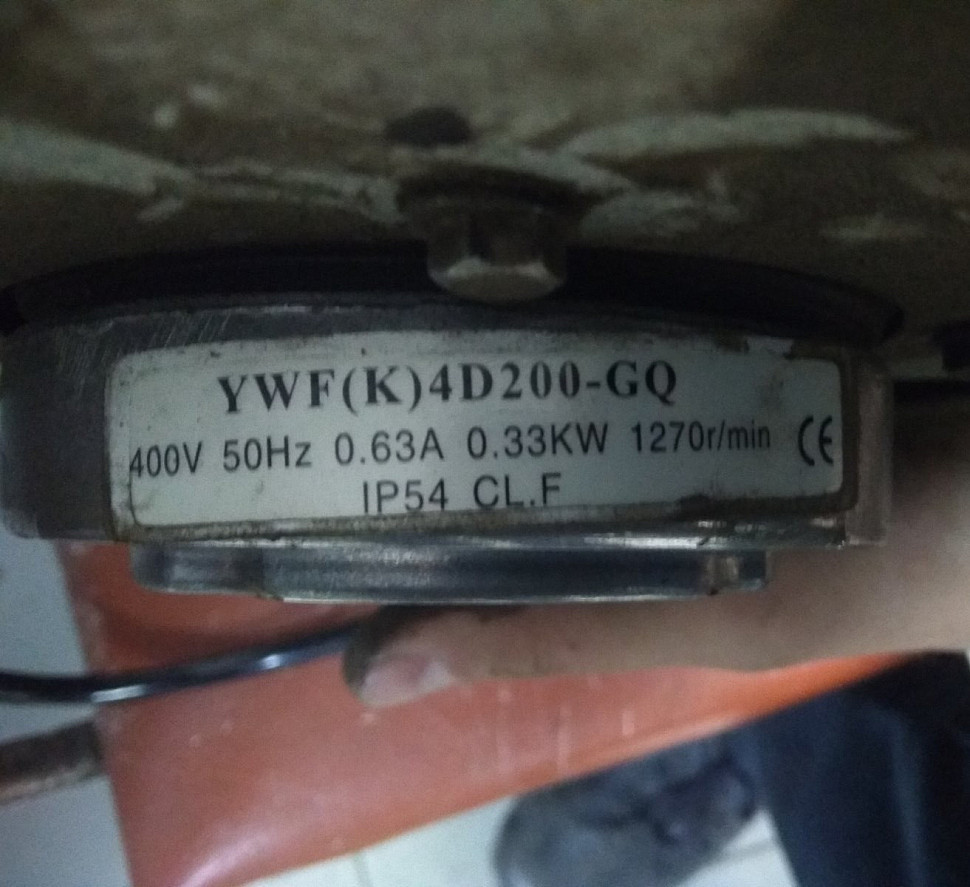 YWF(K)4D200-GQ
400V 50Hz 0.63A 0.33KW 1270r/min CE
IP54 CL.F